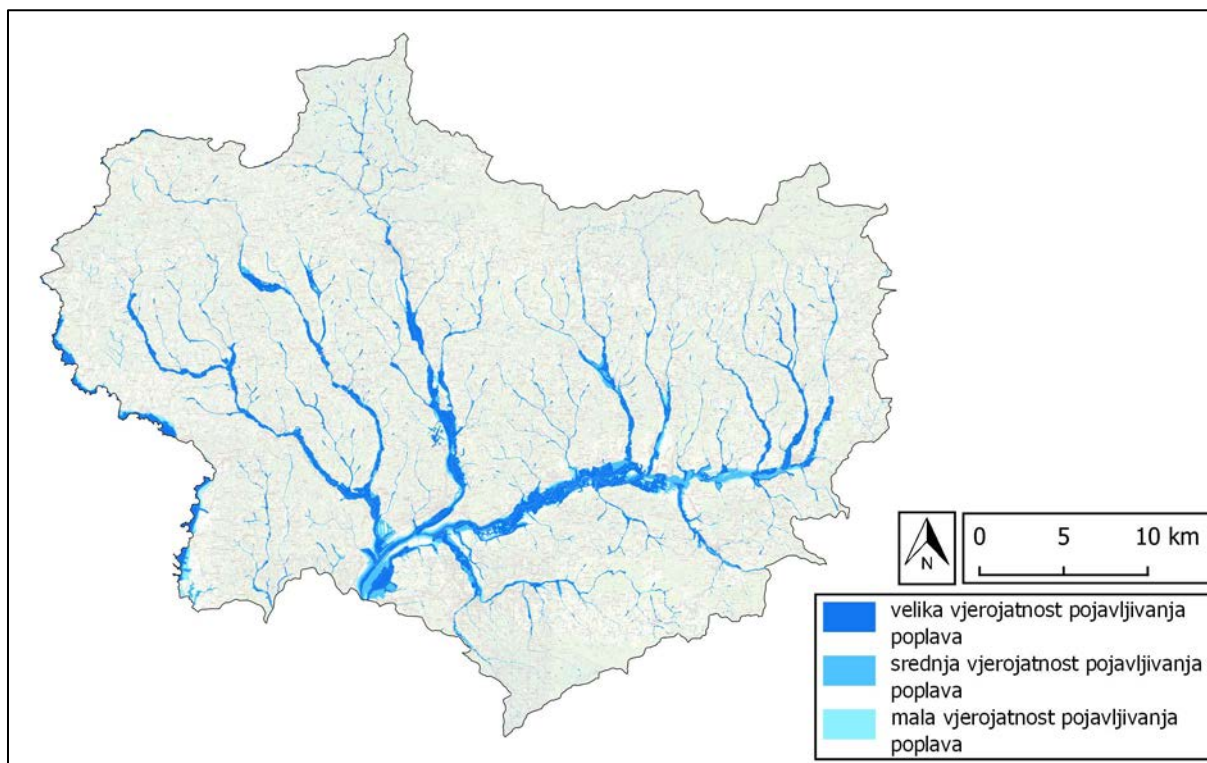 N
0 5 10 km
velika vjerojatnost pojavljivanja
poplava
srednja vjerojatnost pojavljivanja
poplava
mala vjerojatnost pojavljivanja
poplava